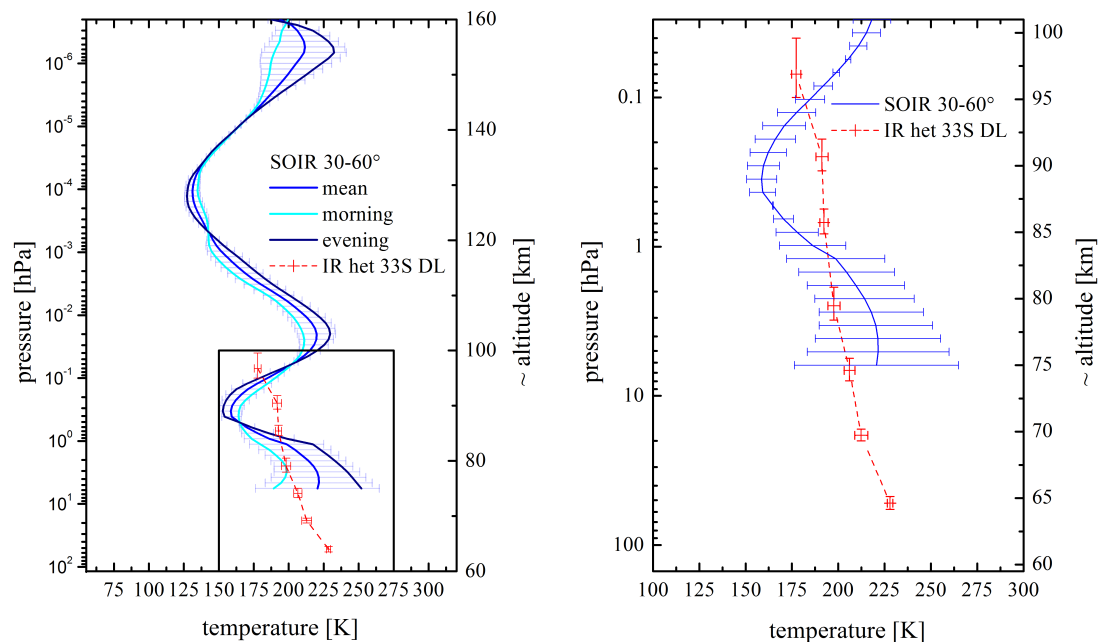 160
140
120
100
80
60
10⁻⁶
10⁻⁵
10⁻⁴
10⁻³
10⁻²
10⁻¹
10⁰
10¹
10²
pressure [hPa]
~ altitude [km]
SOIR 30-60°
mean
morning
evening
IR het 33S DL
75 100 125 150 175 200 225 250 275 300
temperature [K]
0.1
1
10
100
pressure [hPa]
100
95
90
85
80
75
70
65
60
~ altitude [km]
SOIR 30-60°
IR het 33S DL
100 125 150 175 200 225 250 275 300
temperature [K]